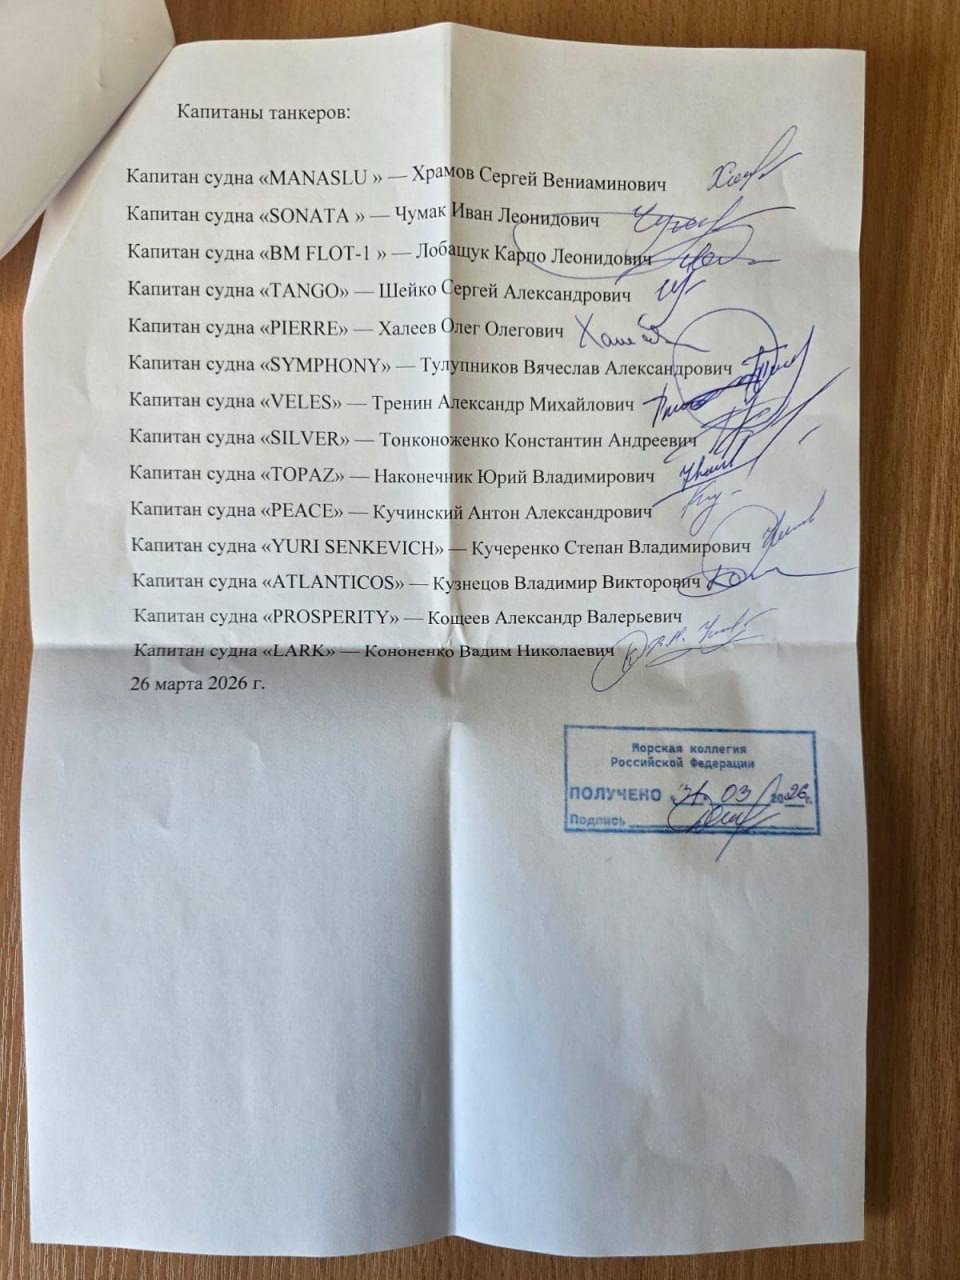 Капитаны танкеров:
Капитан судна «MANASLU » — Храмов Сергей Вениаминович
Капитан судна «SONATA » — Чумак Иван Леонидович
Капитан судна «BM FLOT-1 » — Лобащук Карпо Леонидович
Капитан судна «TANGO» — Шейко Сергей Александрович
Капитан судна «PIERRE» — Халеев Олег Олегович
Капитан судна «SYMPHONY» — Тулупников Вячеслав Александрович
Капитан судна «VELES» — Тренин Александр Михайлович
Капитан судна «SILVER» — Тонконоженко Константин Андреевич
Капитан судна «TOPAZ» — Наконечник Юрий Владимирович
Капитан судна «PEACE» — Кучинский Антон Александрович
Капитан судна «YURI SENKEVICH» — Кучеренко Степан Владимирович
Капитан судна «ATLANTICOS» — Кузнецов Владимир Викторович
Капитан судна «PROSPERITY» — Кощеев Александр Валерьевич
Капитан судна «LARK» — Кононенко Вадим Николаевич
26 марта 2026 г.
Морская коллегия
Российской Федерации
ПОЛУЧЕНО «31» 03 2026 г.
Подпись